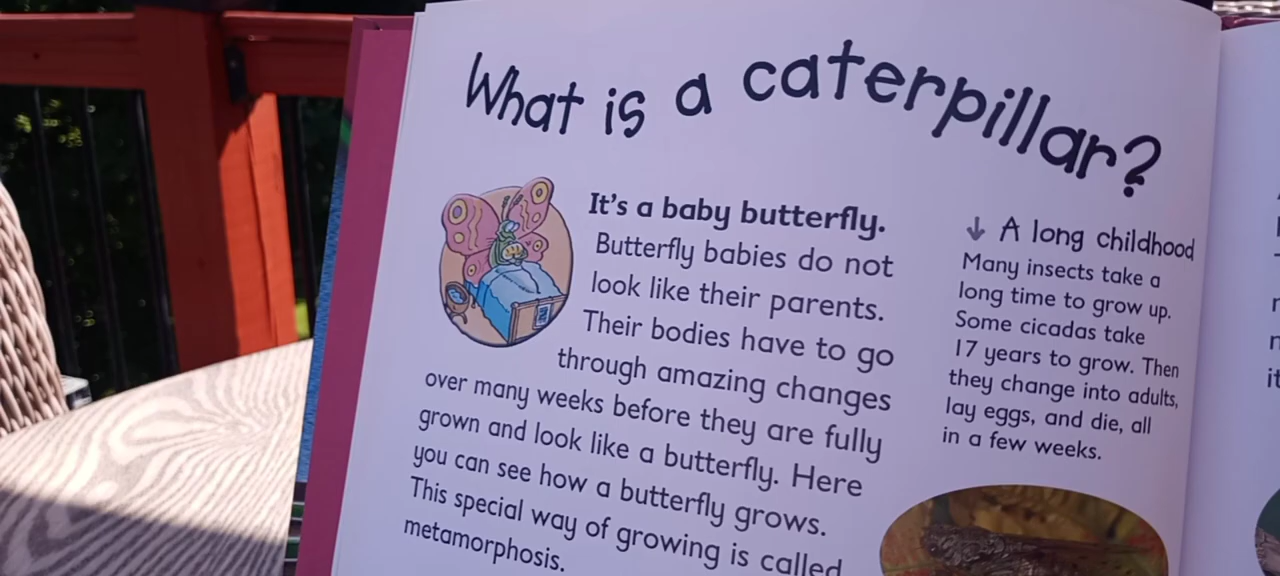 What is a caterpillar?
It's a baby butterfly.
Butterfly babies do not
look like their parents.
Their bodies have to go
through amazing changes
over many weeks before they are fully
grown and look like a butterfly. Here
you can see how a butterfly grows.
This special way of growing is called
metamorphosis.
↓ A long childhood
Many insects take a
long time to grow up.
Some cicadas take
17 years to grow. Then
they change into adults,
lay eggs, and die, all
in a few weeks.